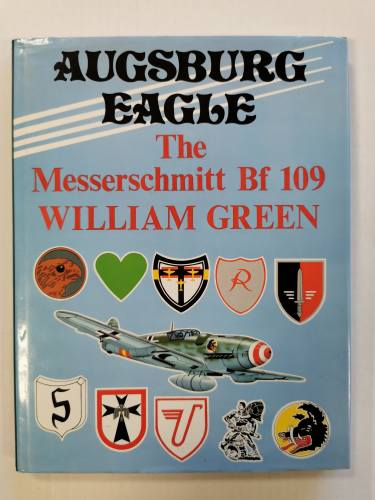 AUGSBURG
EAGLE
The
Messerschmitt Bf 109
WILLIAM GREEN
R
S